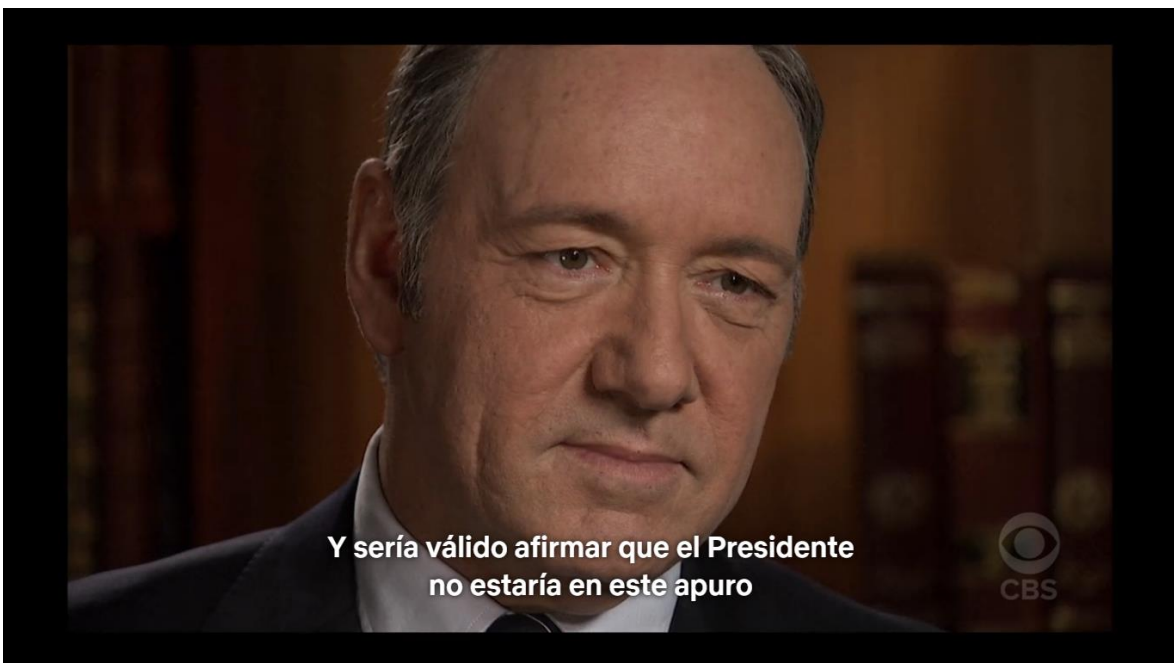 Y sería válido afirmar que el Presidente
no estaría en este apuro
CBS